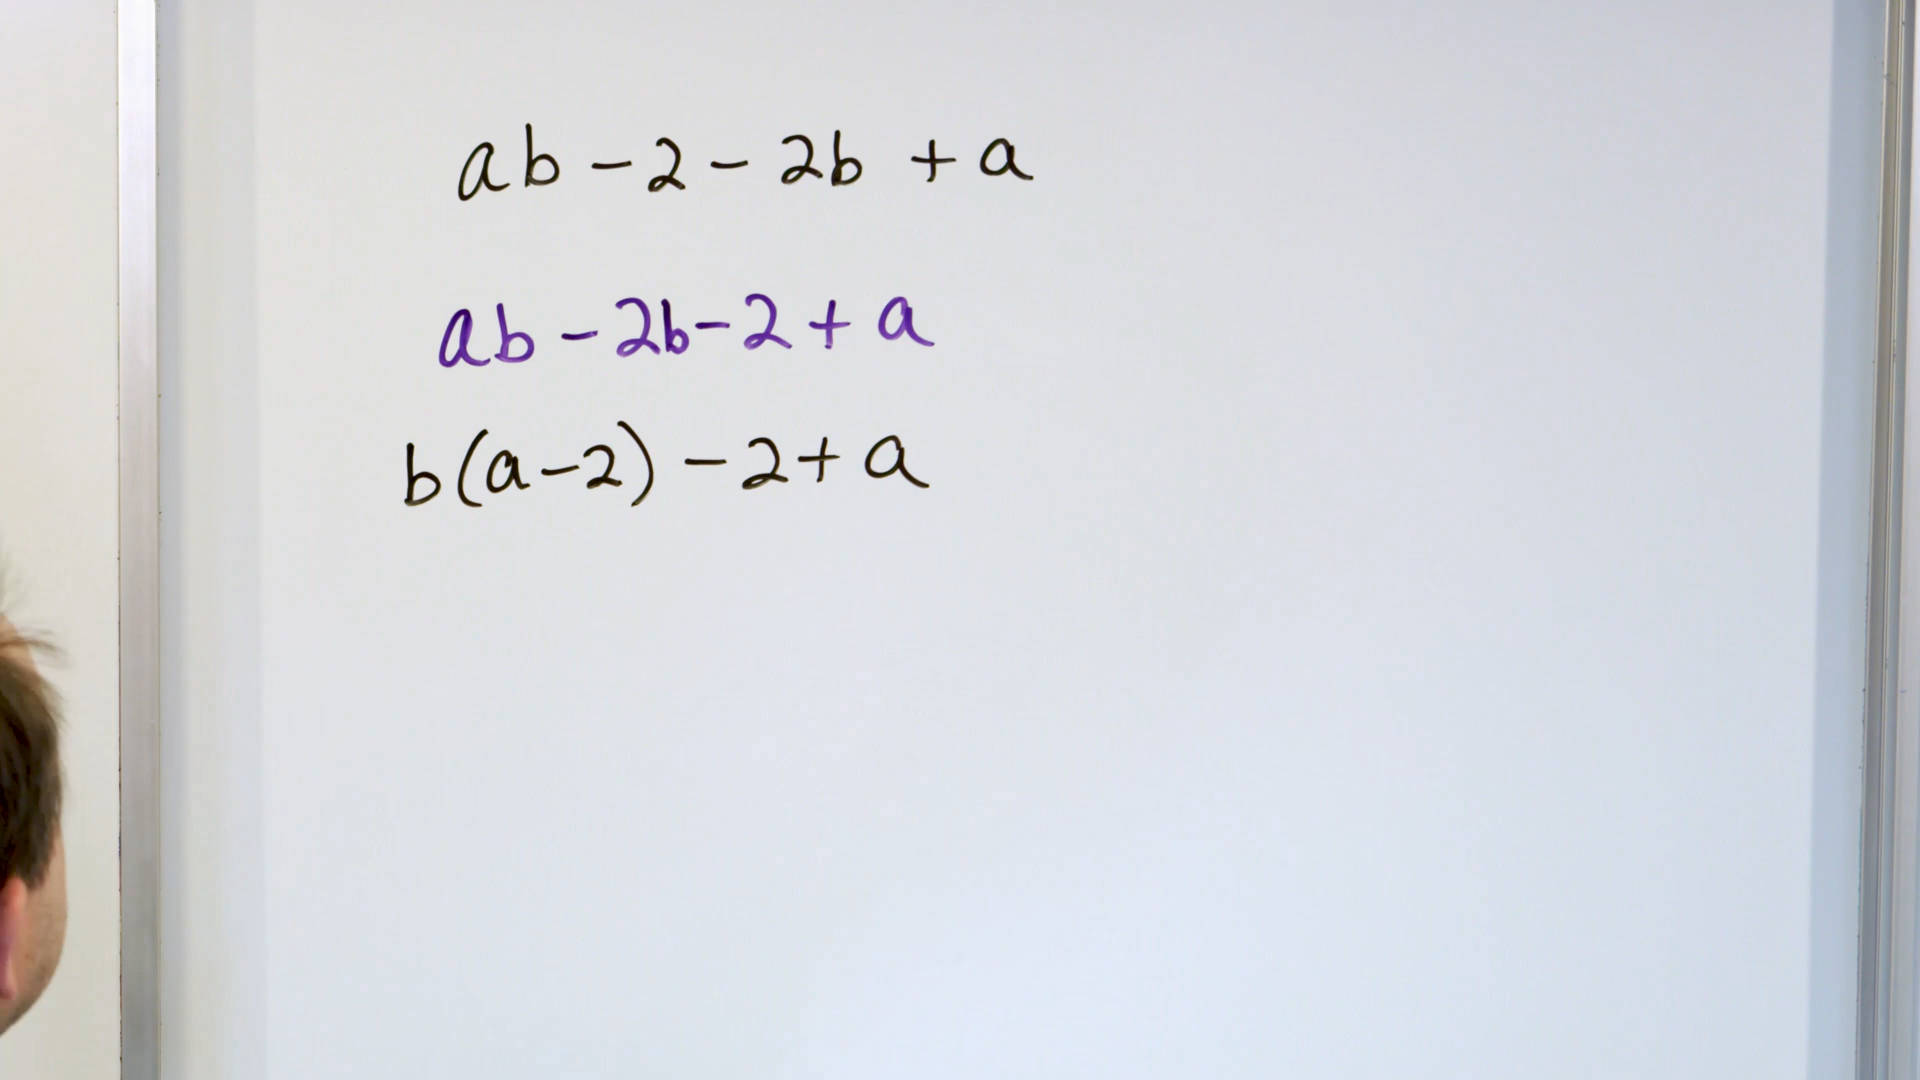 ab - 2 - 2b + a
ab - 2b - 2 + a
b(a-2) - 2 + a